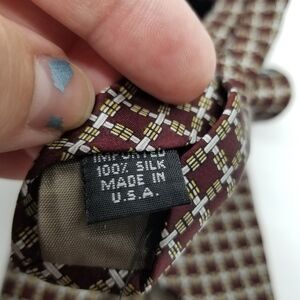 IMPORTED
100% SILK
MADE IN
U.S.A.